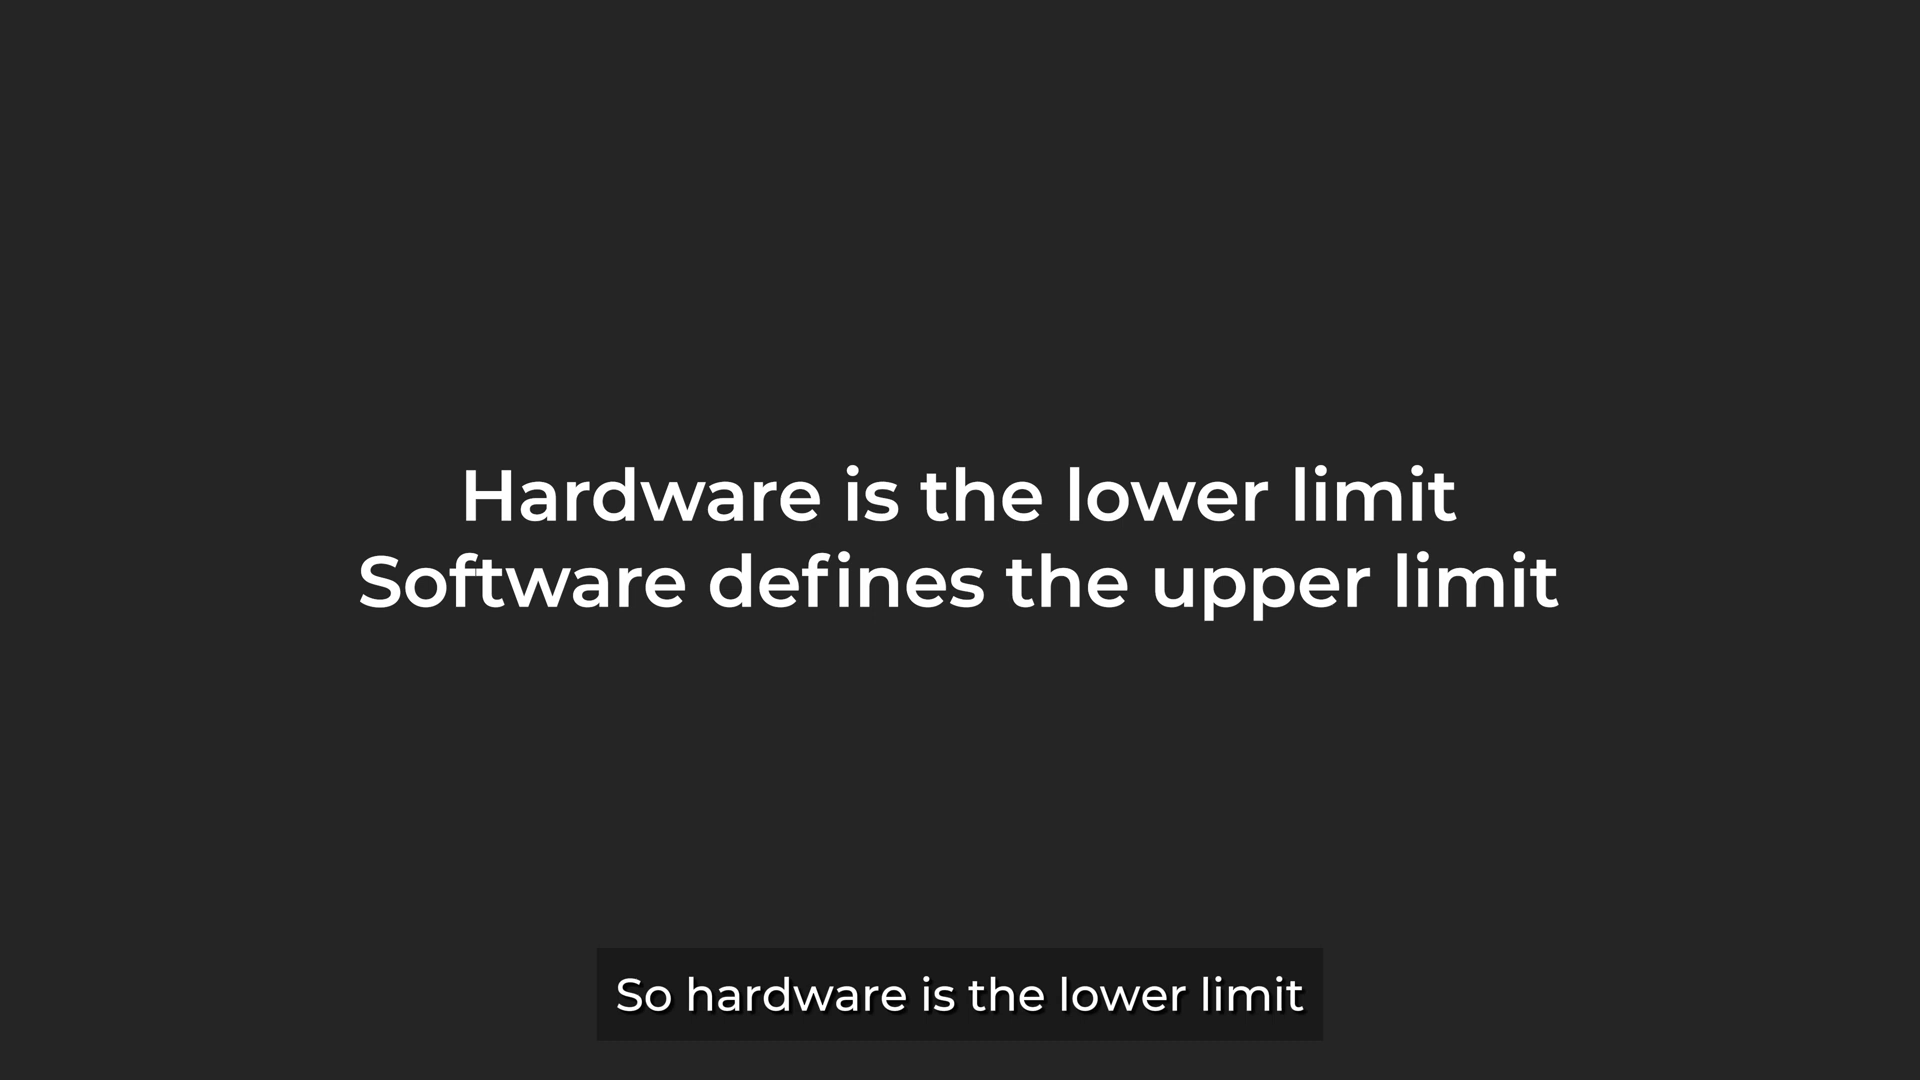 Hardware is the lower limit
Software defines the upper limit
So hardware is the lower limit